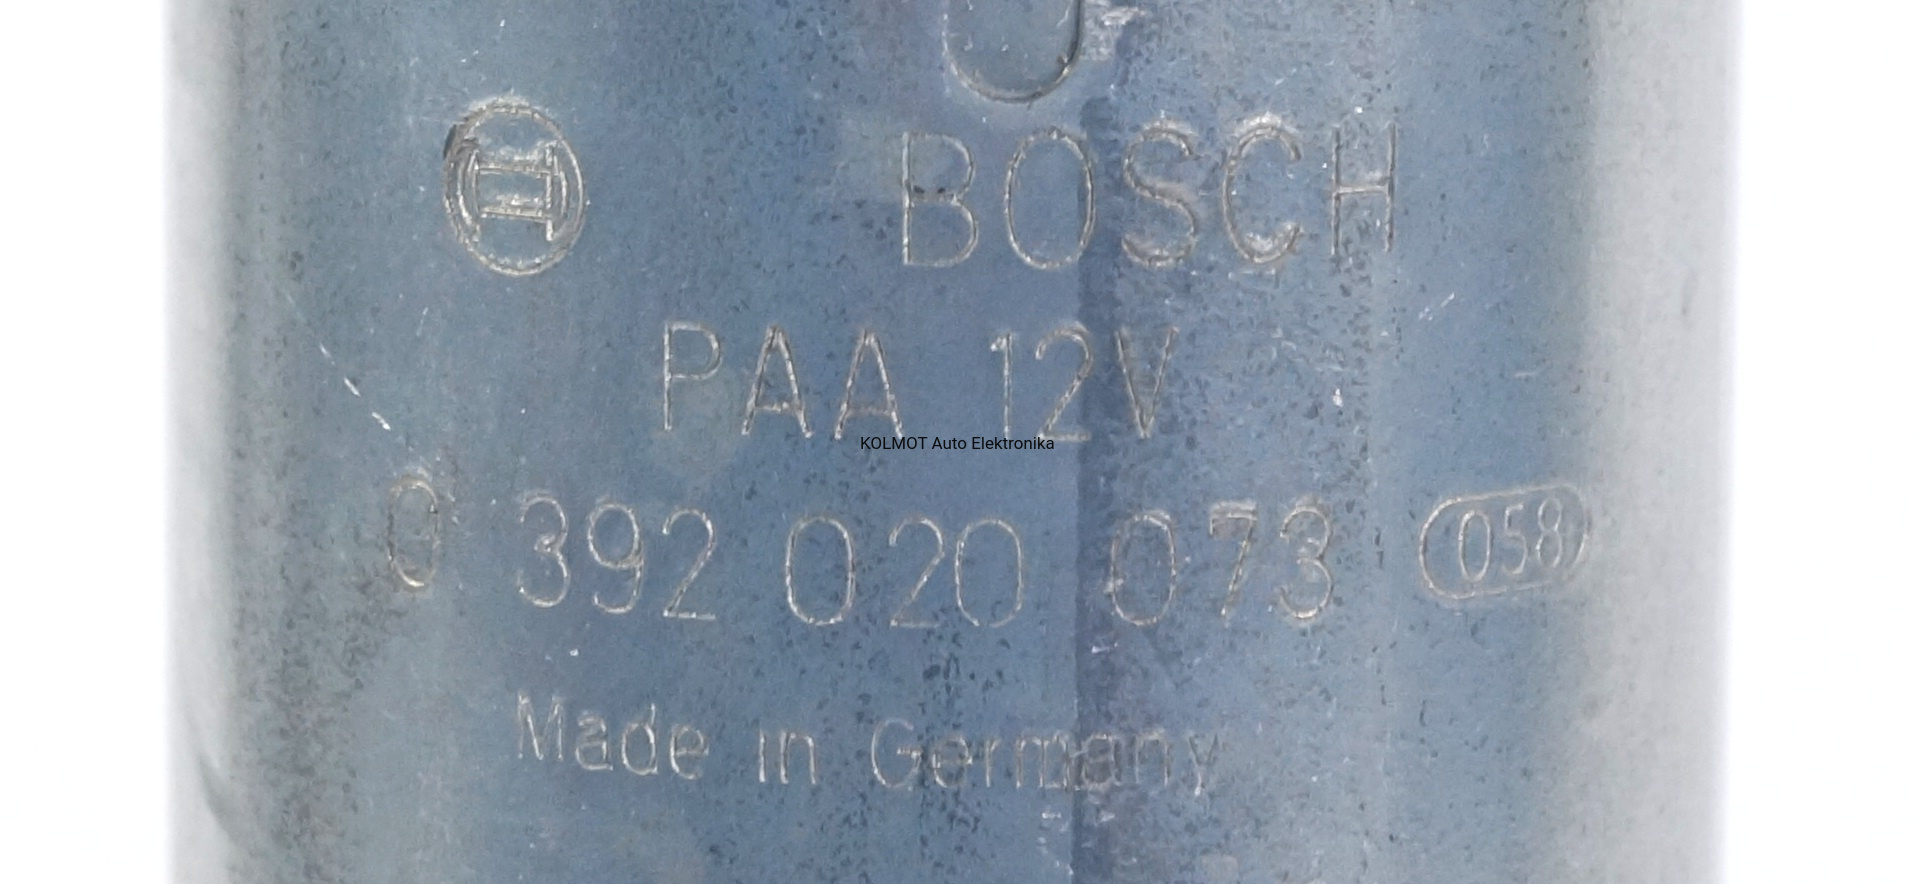 BOSCH
PAA 12V
KOLMOT Auto Elektronika
0 392 020 073 058
Made in Germany